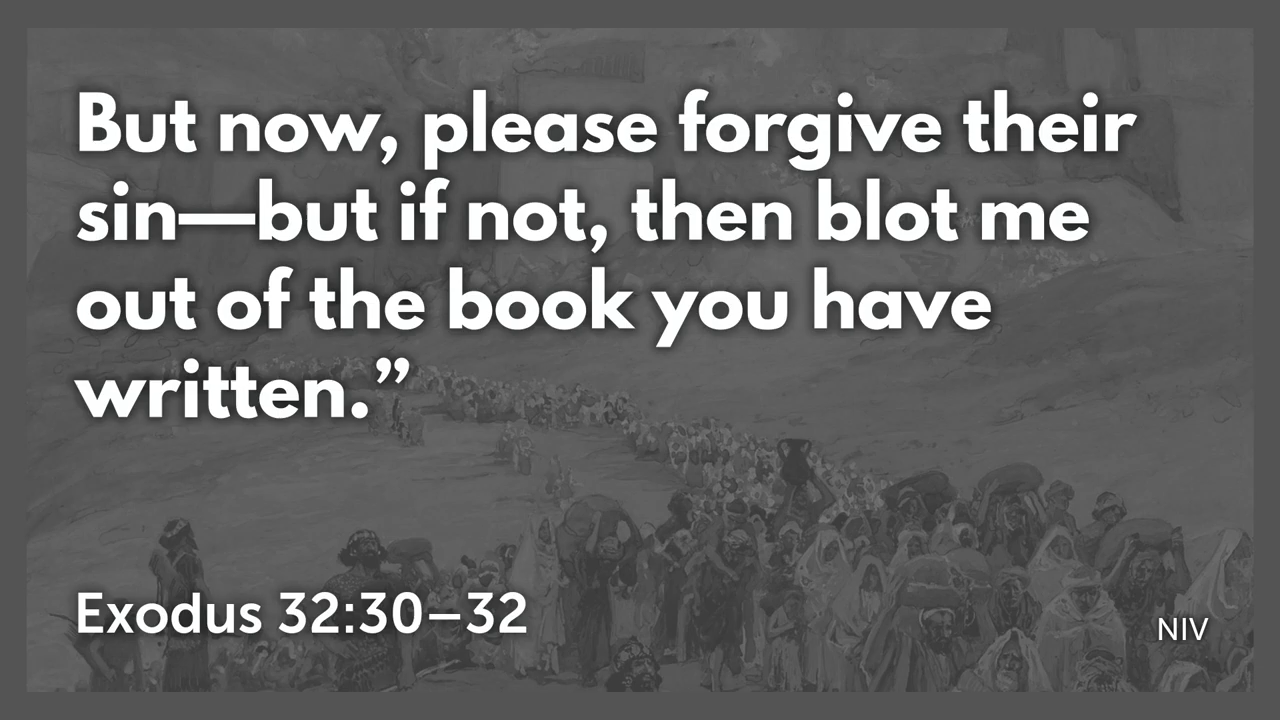 But now, please forgive their
sin—but if not, then blot me
out of the book you have
written.”
Exodus 32:30–32
NIV